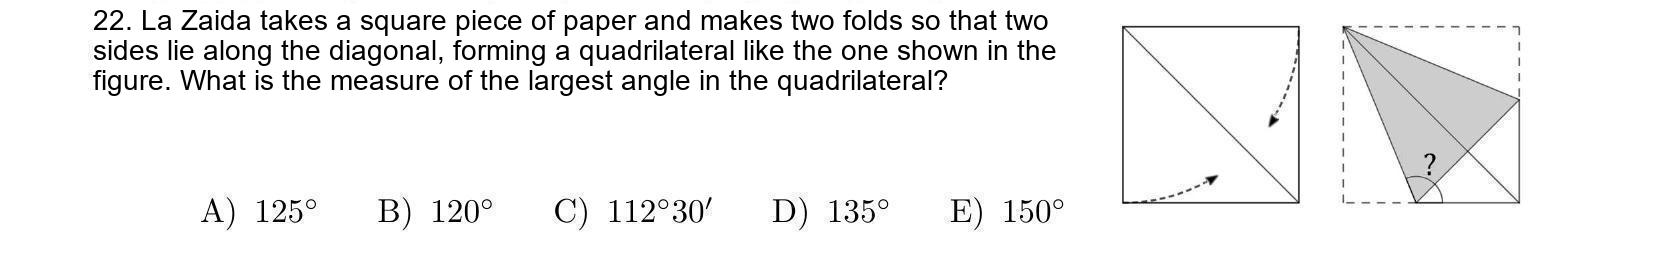 22. La Zaida takes a square piece of paper and makes two folds so that two
sides lie along the diagonal, forming a quadrilateral like the one shown in the
figure. What is the measure of the largest angle in the quadrilateral?
?
A) 125° B) 120° C) 112°30′ D) 135° E) 150°